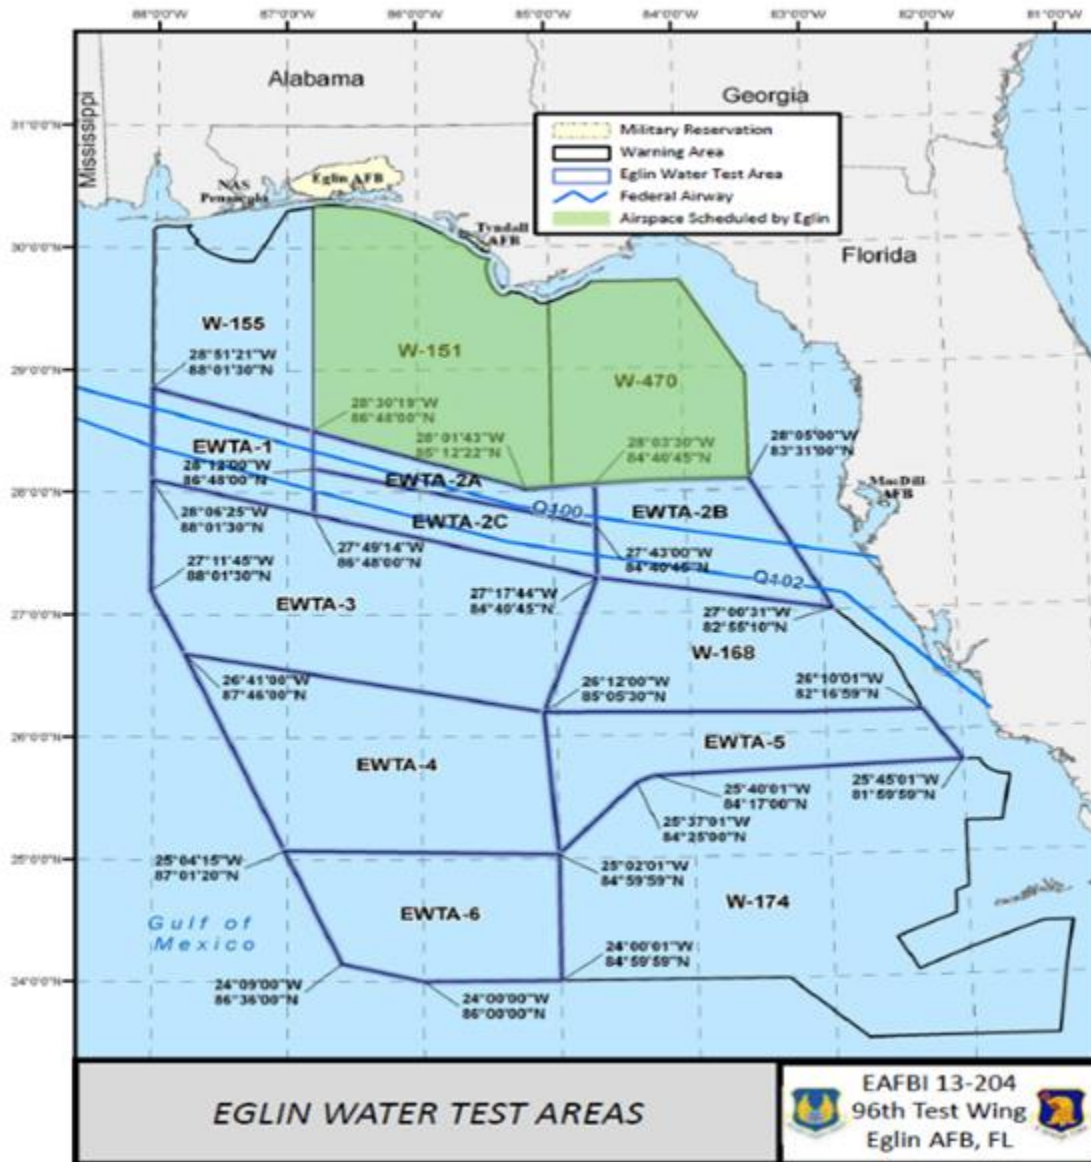 88°0'0"W 87°0'0"W 86°0'0"W 85°0'0"W 84°0'0"W 83°0'0"W 82°0'0"W 81°0'0"W
Alabama
Georgia
Mississippi
Military Reservation
Warning Area
Eglin Water Test Area
Federal Airway
Airspace Scheduled by Eglin
31°0'0"N
Eglin AFB
NAS
Pensacola
Tyndall
AFB
30°0'0"N
Florida
W-155
W-151
W-470
29°0'0"N
28°51'21"W
88°01'30"N
28°30'19"W
86°48'00"N
28°01'43"W
85°12'22"N
28°03'30"W
84°40'45"N
28°05'00"W
83°31'00"N
EWTA-1
28°12'00"W
86°48'00"N
EWTA-2A
EWTA-2B
EWTA-2C
Q100
MacDill
AFB
28°0'0"N
28°06'25"W
88°01'30"N
27°49'14"W
86°48'00"N
27°43'00"W
84°40'45"N
Q102
27°11'45"W
88°01'30"N
27°17'44"W
84°40'45"N
27°00'31"W
82°55'10"N
EWTA-3
27°0'0"N
W-168
26°41'00"W
87°46'00"N
26°12'00"W
85°05'30"N
26°10'01"W
82°16'59"N
26°0'0"N
EWTA-4
EWTA-5
25°40'01"W
84°17'00"N
25°45'01"W
81°59'59"N
25°37'01"W
84°25'00"N
25°0'0"N
25°04'15"W
87°01'20"N
25°02'01"W
84°59'59"N
EWTA-6
W-174
Gulf of
Mexico
24°0'0"N
24°09'00"W
86°36'00"N
24°00'00"W
86°00'00"N
24°00'01"W
84°59'59"N
EGLIN WATER TEST AREAS
EAFBI 13-204
96th Test Wing
Eglin AFB, FL